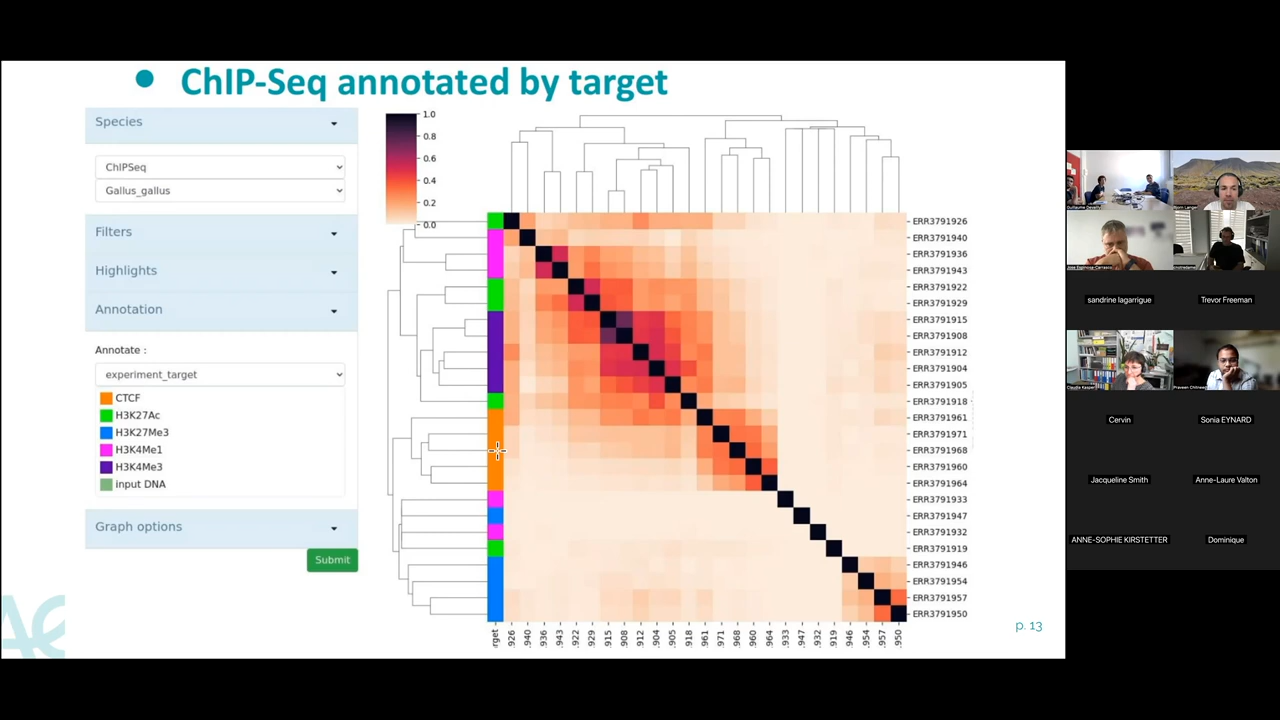 ● ChIP-Seq annotated by target
Species
ChIPSeq
Gallus_gallus
Filters
Highlights
Annotation
Annotate :
experiment_target
CTCF
H3K27Ac
H3K27Me3
H3K4Me1
H3K4Me3
input DNA
Graph options
Submit
1.0
0.8
0.6
0.4
0.2
0.0
ERR3791926
ERR3791940
ERR3791936
ERR3791943
ERR3791922
ERR3791929
ERR3791915
ERR3791908
ERR3791912
ERR3791904
ERR3791905
ERR3791918
ERR3791961
ERR3791971
ERR3791968
ERR3791960
ERR3791964
ERR3791933
ERR3791947
ERR3791932
ERR3791919
ERR3791946
ERR3791954
ERR3791957
ERR3791950
rget
.926
.940
.936
.943
.922
.929
.915
.908
.912
.904
.905
.918
.961
.971
.968
.960
.964
.933
.947
.932
.919
.946
.954
.957
.950
p. 13
sandrine lagarrigue
Trevor Freeman
Cervin
Sonia EYNARD
Jacqueline Smith
Anne-Laure Valton
ANNE-SOPHIE KIRSTETTER
Dominique